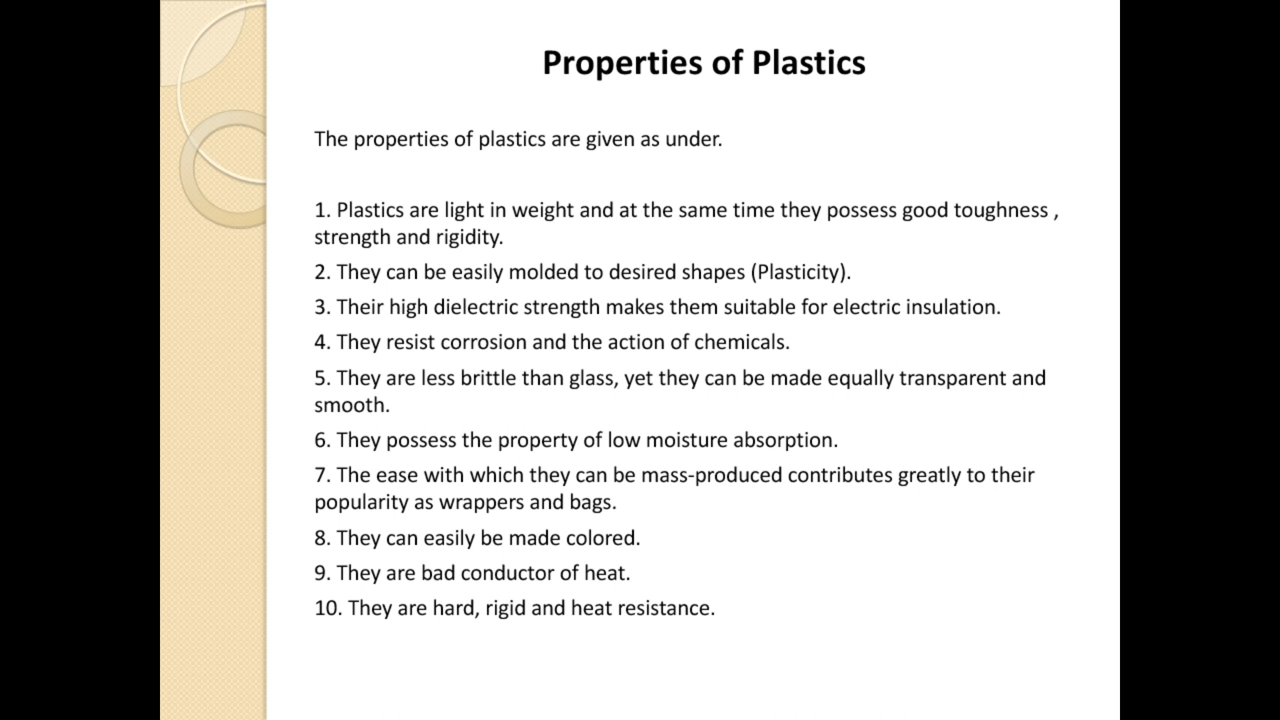 Properties of Plastics
The properties of plastics are given as under.
1. Plastics are light in weight and at the same time they possess good toughness ,
strength and rigidity.
2. They can be easily molded to desired shapes (Plasticity).
3. Their high dielectric strength makes them suitable for electric insulation.
4. They resist corrosion and the action of chemicals.
5. They are less brittle than glass, yet they can be made equally transparent and
smooth.
6. They possess the property of low moisture absorption.
7. The ease with which they can be mass-produced contributes greatly to their
popularity as wrappers and bags.
8. They can easily be made colored.
9. They are bad conductor of heat.
10. They are hard, rigid and heat resistance.